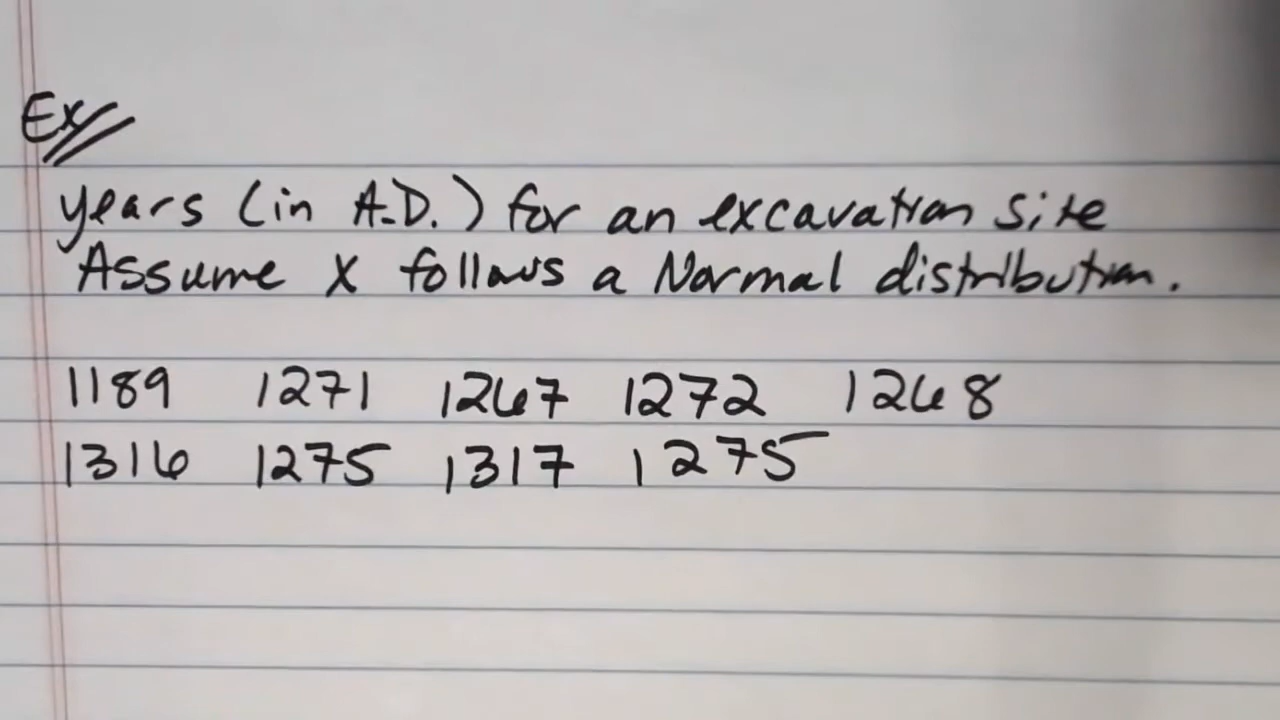 Ex
years (in A.D.) for an excavation site
Assume X follows a Normal distribution.
1189 1271 1267 1272 1268
1316 1275 1317 1275